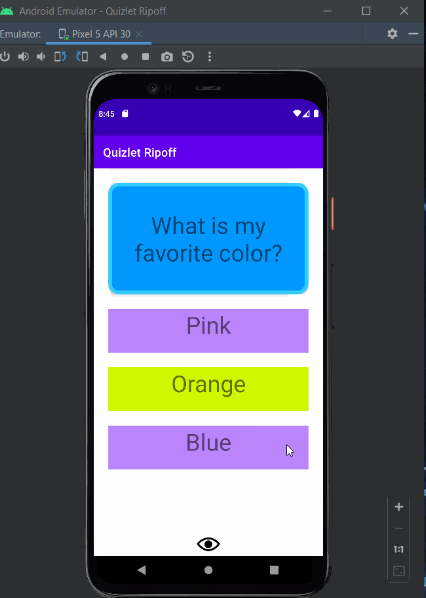 Android Emulator - Quizlet Ripoff
Emulator:
Pixel 5 API 30
8:45
Quizlet Ripoff
What is my
favorite color?
Pink
Orange
Blue
1:1